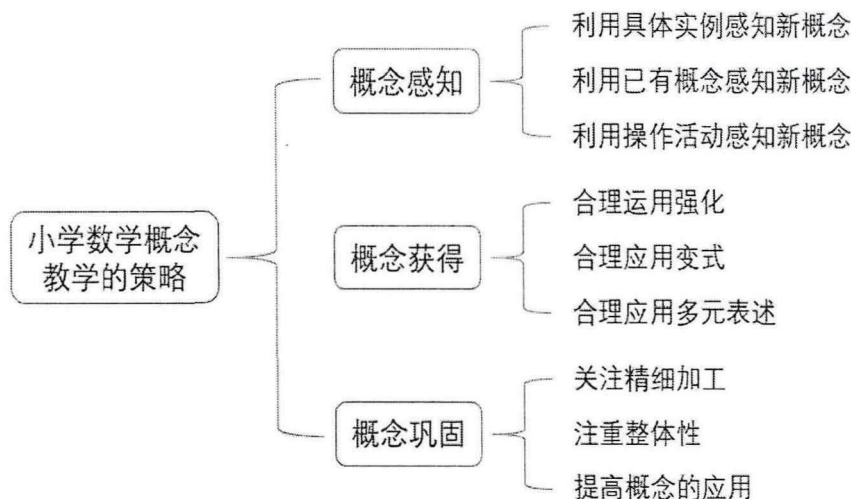 小学数学概念
教学的策略
概念感知
利用具体实例感知新概念
利用已有概念感知新概念
利用操作活动感知新概念
概念获得
合理运用强化
合理应用变式
合理应用多元表述
概念巩固
关注精细加工
注重整体性
提高概念的应用